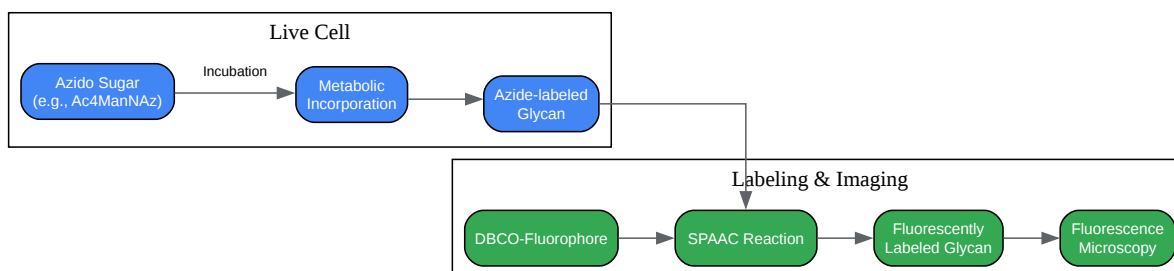 Live Cell
Azido Sugar
(e.g., Ac4ManNAz)
Incubation
Metabolic
Incorporation
Azide-labeled
Glycan
Labeling & Imaging
DBCO-Fluorophore
SPAAC Reaction
Fluorescently
Labeled Glycan
Fluorescence
Microscopy